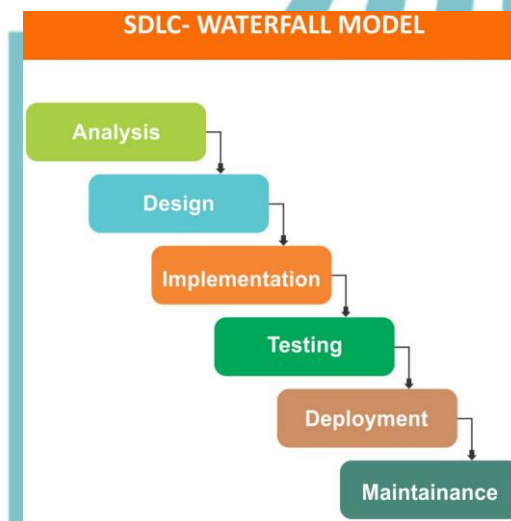 SDLC- WATERFALL MODEL
Analysis
Design
Implementation
Testing
Deployment
Maintainance